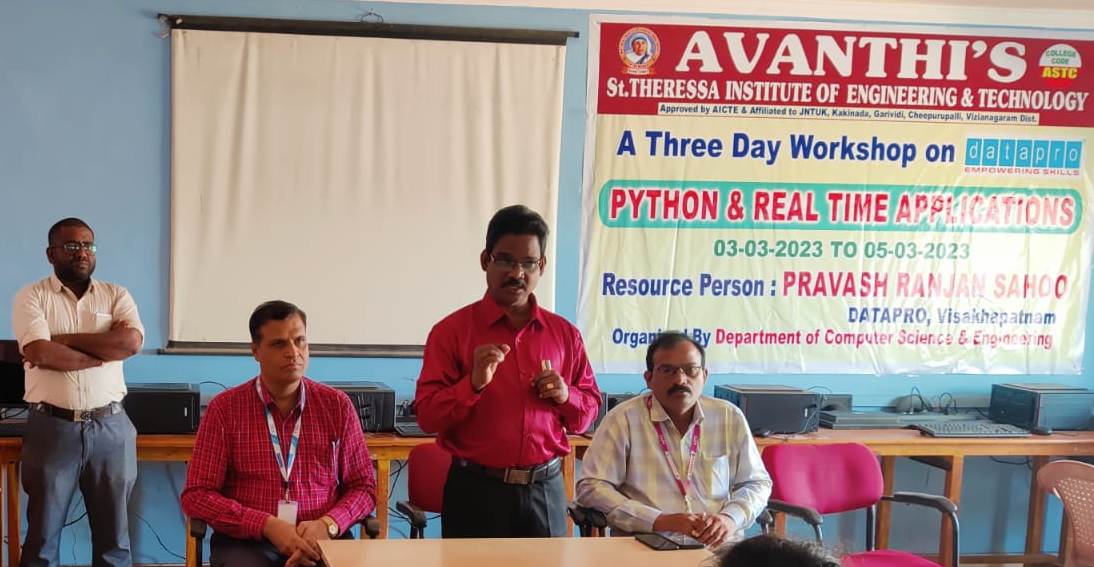 AVANTHI'S
COLLEGE
CODE
ASTC
St.THERESSA INSTITUTE OF ENGINEERING & TECHNOLOGY
Approved by AICTE & Affiliated to JNTUK, Kakinada, Garividi, Cheepurupalli, Vizianagaram Dist.
A Three Day Workshop on datapro
EMPOWERING SKILLS
PYTHON & REAL TIME APPLICATIONS
03-03-2023 TO 05-03-2023
Resource Person : PRAVASH RANJAN SAHOO
DATAPRO, Visakhapatnam
Organized By Department of Computer Science & Engineering